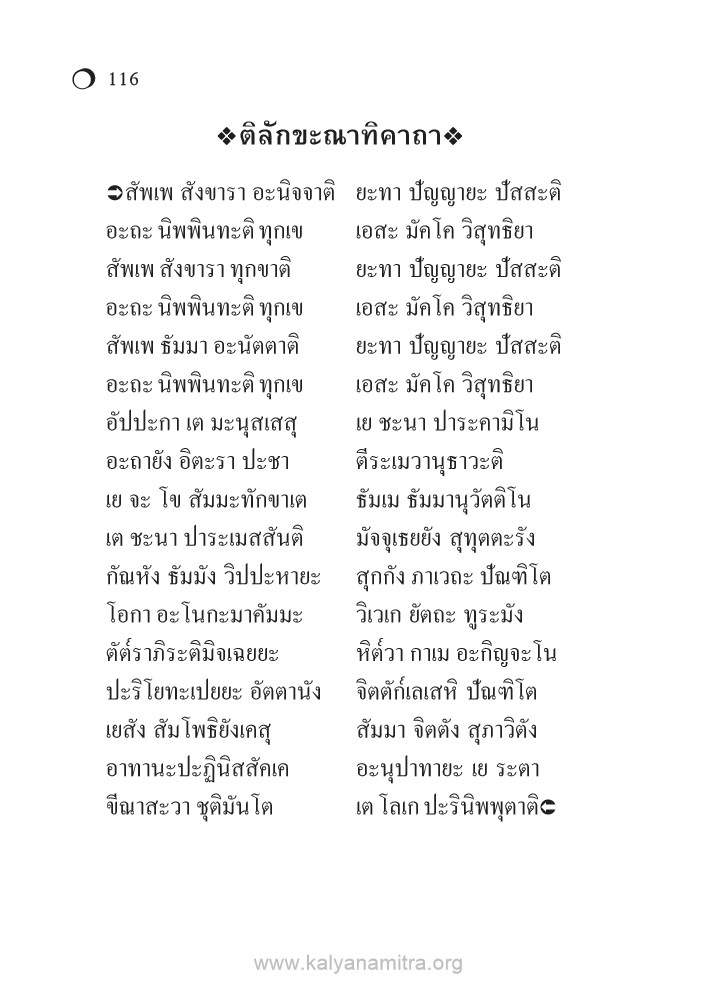 116
❖ติลักขะณาทิคาถา❖
➲สัพเพ สังขารา อะนิจจาติ ยะทา ปัญญายะ ปัสสะติ
อะถะ นิพพินทะติ ทุกเข เอสะ มัคโค วิสุทธิยา
สัพเพ สังขารา ทุกขาติ ยะทา ปัญญายะ ปัสสะติ
อะถะ นิพพินทะติ ทุกเข เอสะ มัคโค วิสุทธิยา
สัพเพ ธัมมา อะนัตตาติ ยะทา ปัญญายะ ปัสสะติ
อะถะ นิพพินทะติ ทุกเข เอสะ มัคโค วิสุทธิยา
อัปปะกา เต มะนุสเสสุ เย ชะนา ปาระคามิโน
อะถายัง อิตะรา ปะชา ตีระเมวานุธาวะติ
เย จะ โข สัมมะทักขาเต ธัมเม ธัมมานุวัตติโน
เต ชะนา ปาระเมสสันติ มัจจุเธยยัง สุทุตตะรัง
กัณหัง ธัมมัง วิปปะหายะ สุกกัง ภาเวถะ ปัณฑิโต
โอกา อะโนกะมาคัมมะ วิเวเก ยัตถะ ทูระมัง
ตัต๎ราภิระติมิจเฉยยะ หิต๎วา กาเม อะกิญจะโน
ปะริโยทะเปยยะ อัตตานัง จิตตัก๎เลเสหิ ปัณฑิโต
เยสัง สัมโพธิยังเคสุ สัมมา จิตตัง สุภาวิตัง
อาทานะปะฏินิสสัคเค อะนุปาทายะ เย ระตา
ขีณาสะวา ชุติมันโต เต โลเก ปะรินิพพุตาติ➲
www.kalyanamitra.org